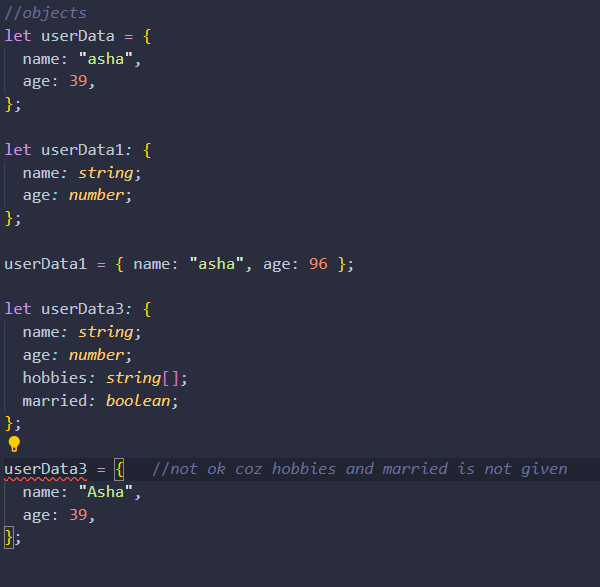 //objects
let userData = {
  name: "asha",
  age: 39,
};
let userData1: {
  name: string;
  age: number;
};
userData1 = { name: "asha", age: 96 };
let userData3: {
  name: string;
  age: number;
  hobbies: string[];
  married: boolean;
};
userData3 = {   //not ok coz hobbies and married is not given
  name: "Asha",
  age: 39,
};